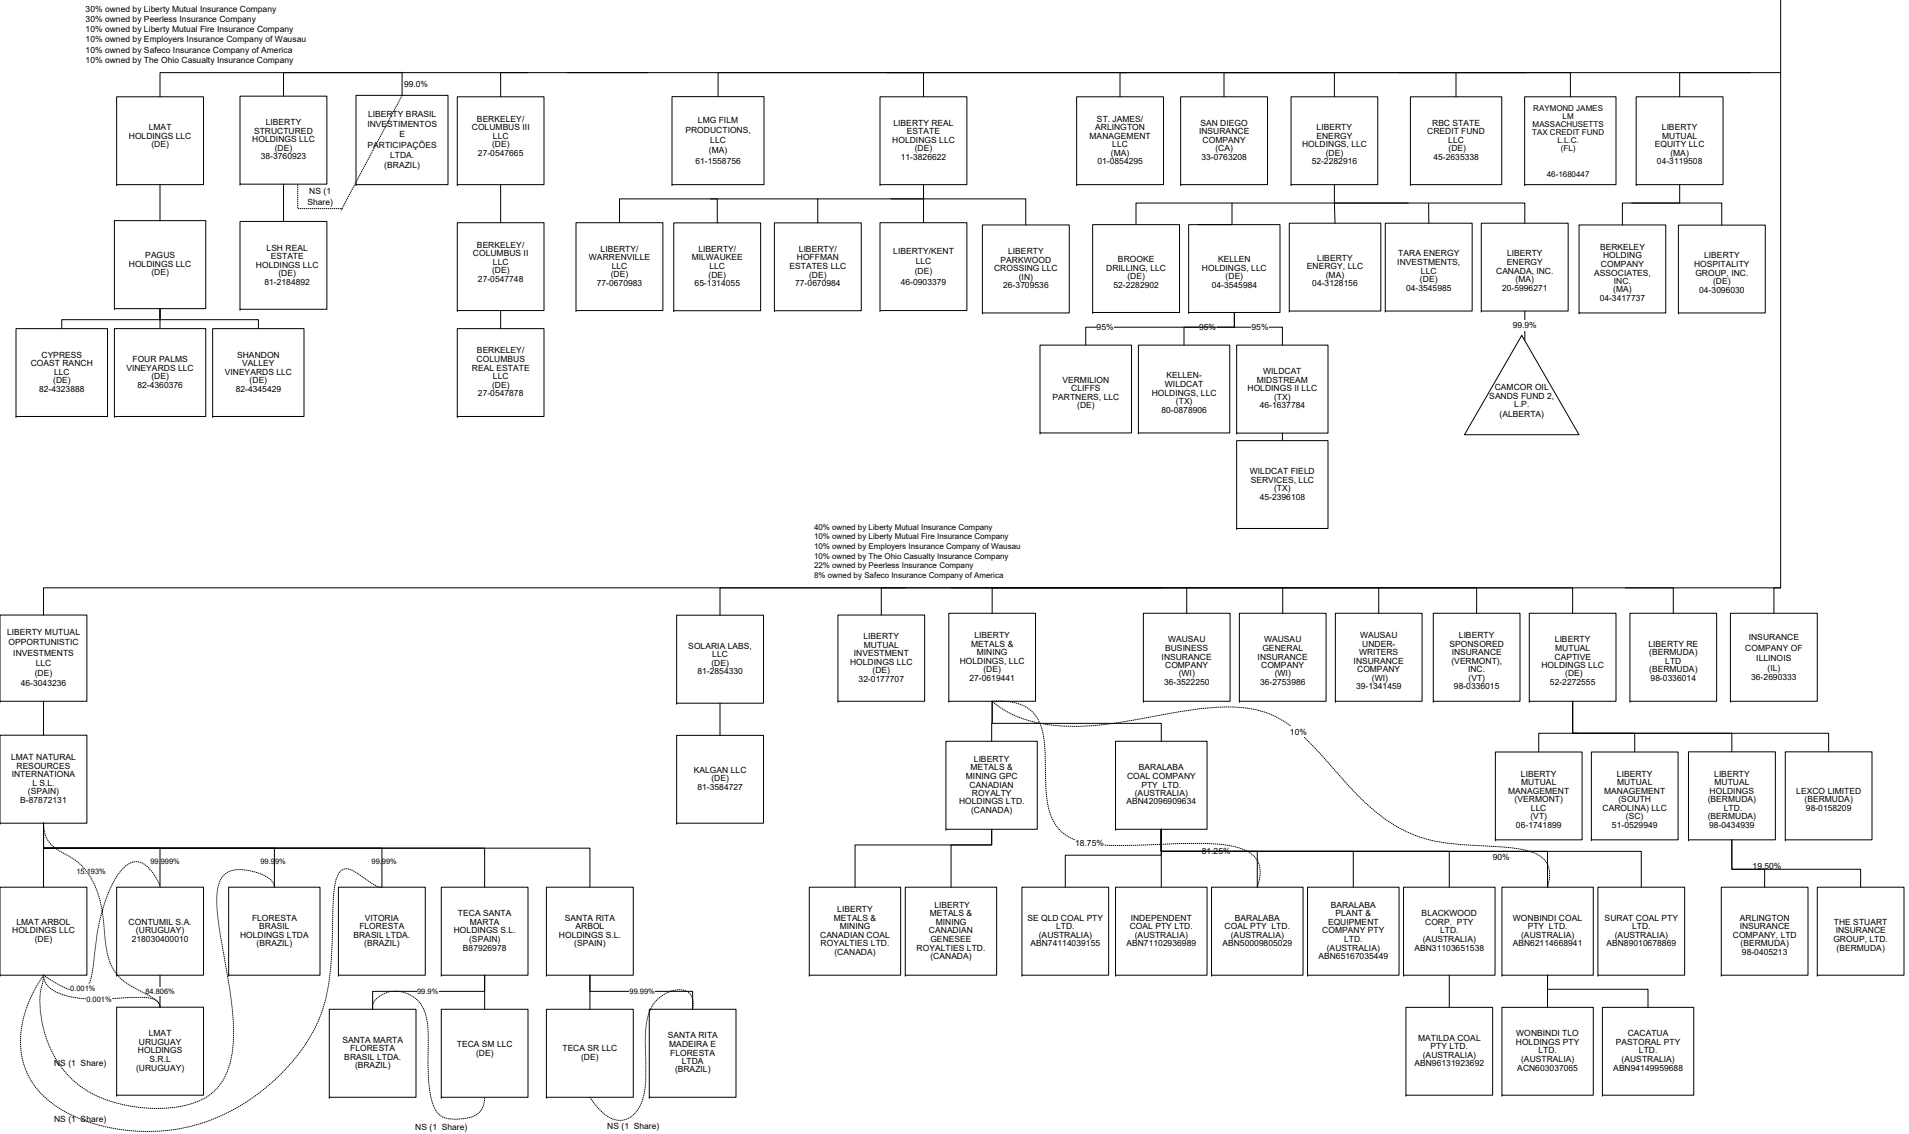 30% owned by Liberty Mutual Insurance Company
30% owned by Peerless Insurance Company
10% owned by Liberty Mutual Fire Insurance Company
10% owned by Employers Insurance Company of Wausau
10% owned by Safeco Insurance Company of America
10% owned by The Ohio Casualty Insurance Company
99.0%
LMAT
HOLDINGS LLC
(DE)
LIBERTY
STRUCTURED
HOLDINGS LLC
(DE)
38-3760923
LIBERTY BRASIL
INVESTIMENTOS
E
PARTICIPAÇÕES
LTDA.
(BRAZIL)
BERKELEY/
COLUMBUS III
LLC
(DE)
27-0547665
LMG FILM
PRODUCTIONS,
LLC
(MA)
61-1558756
LIBERTY REAL
ESTATE
HOLDINGS LLC
(DE)
11-3826622
ST. JAMES/
ARLINGTON
MANAGEMENT
LLC
(MA)
01-0854295
SAN DIEGO
INSURANCE
COMPANY
(CA)
33-0763208
LIBERTY
ENERGY
HOLDINGS, LLC
(DE)
52-2282916
RBC STATE
CREDIT FUND
LLC
(DE)
45-2635338
RAYMOND JAMES
LM
MASSACHUSETTS
TAX CREDIT FUND
L.L.C.
(FL)
46-1680447
LIBERTY
MUTUAL
EQUITY LLC
(MA)
04-3119508
NS (1
Share)
PAGUS
HOLDINGS LLC
(DE)
LSH REAL
ESTATE
HOLDINGS LLC
(DE)
81-2184892
BERKELEY/
COLUMBUS II
LLC
(DE)
27-0547748
LIBERTY/
WARRENVILLE
LLC
(DE)
77-0670983
LIBERTY/
MILWAUKEE
LLC
(DE)
65-1314055
LIBERTY/
HOFFMAN
ESTATES LLC
(DE)
77-0670984
LIBERTY/KENT
LLC
(DE)
46-0903379
LIBERTY
PARKWOOD
CROSSING LLC
(IN)
26-3709536
BROOKE
DRILLING, LLC
(DE)
52-2282902
KELLEN
HOLDINGS, LLC
(DE)
04-3545984
LIBERTY
ENERGY, LLC
(MA)
04-3128156
TARA ENERGY
INVESTMENTS,
LLC
(DE)
04-3545985
LIBERTY
ENERGY
CANADA, INC.
(MA)
20-5996271
BERKELEY
HOLDING
COMPANY
ASSOCIATES,
INC.
(MA)
04-3417737
LIBERTY
HOSPITALITY
GROUP, INC.
(DE)
04-3096030
95%
95%
95%
99.9%
CYPRESS
COAST RANCH
LLC
(DE)
82-4323888
FOUR PALMS
VINEYARDS LLC
(DE)
82-4360376
SHANDON
VALLEY
VINEYARDS LLC
(DE)
82-4345429
BERKELEY/
COLUMBUS
REAL ESTATE
LLC
(DE)
27-0547878
VERMILION
CLIFFS
PARTNERS, LLC
(DE)
KELLEN-
WILDCAT
HOLDINGS, LLC
(TX)
80-0878906
WILDCAT
MIDSTREAM
HOLDINGS II LLC
(TX)
46-1637784
CAMCOR OIL
SANDS FUND 2,
L.P.
(ALBERTA)
WILDCAT FIELD
SERVICES, LLC
(TX)
45-2396108
40% owned by Liberty Mutual Insurance Company
10% owned by Liberty Mutual Fire Insurance Company
10% owned by Employers Insurance Company of Wausau
10% owned by The Ohio Casualty Insurance Company
22% owned by Peerless Insurance Company
8% owned by Safeco Insurance Company of America
LIBERTY MUTUAL
OPPORTUNISTIC
INVESTMENTS
LLC
(DE)
46-3043236
SOLARIA LABS,
LLC
(DE)
81-2854330
LIBERTY
MUTUAL
INVESTMENT
HOLDINGS LLC
(DE)
32-0177707
LIBERTY
METALS &
MINING
HOLDINGS, LLC
(DE)
27-0619441
WAUSAU
BUSINESS
INSURANCE
COMPANY
(WI)
36-3522250
WAUSAU
GENERAL
INSURANCE
COMPANY
(WI)
36-2753986
WAUSAU
UNDER-
WRITERS
INSURANCE
COMPANY
(WI)
39-1341459
LIBERTY
SPONSORED
INSURANCE
(VERMONT),
INC.
(VT)
98-0336015
LIBERTY
MUTUAL
CAPTIVE
HOLDINGS LLC
(DE)
52-2272555
LIBERTY RE
(BERMUDA)
LTD
(BERMUDA)
98-0336014
INSURANCE
COMPANY OF
ILLINOIS
(IL)
36-2690333
10%
LMAT NATURAL
RESOURCES
INTERNATIONA
L S.L.
(SPAIN)
B-87872131
KALGAN LLC
(DE)
81-3584727
LIBERTY
METALS &
MINING GPC
CANADIAN
ROYALTY
HOLDINGS LTD.
(CANADA)
BARALABA
COAL COMPANY
PTY LTD.
(AUSTRALIA)
ABN42096909634
LIBERTY
MUTUAL
MANAGEMENT
(VERMONT)
LLC
(VT)
06-1741899
LIBERTY
MUTUAL
MANAGEMENT
(SOUTH
CAROLINA) LLC
(SC)
51-0529949
LIBERTY
MUTUAL
HOLDINGS
(BERMUDA)
LTD.
(BERMUDA)
98-0434939
LEXCO LIMITED
(BERMUDA)
98-0158209
15.193%
99.999%
99.99%
99.99%
18.75%
81.25%
90%
19.50%
LMAT ARBOL
HOLDINGS LLC
(DE)
CONTUMIL S.A.
(URUGUAY)
218030400010
FLORESTA
BRASIL
HOLDINGS LTDA
(BRAZIL)
VITORIA
FLORESTA
BRASIL LTDA.
(BRAZIL)
TECA SANTA
MARTA
HOLDINGS S.L.
(SPAIN)
B87926978
SANTA RITA
ARBOL
HOLDINGS S.L.
(SPAIN)
LIBERTY
METALS &
MINING
CANADIAN COAL
ROYALTIES LTD.
(CANADA)
LIBERTY
METALS &
MINING
CANADIAN
GENESEE
ROYALTIES LTD.
(CANADA)
SE QLD COAL PTY
LTD.
(AUSTRALIA)
ABN74114039155
INDEPENDENT
COAL PTY LTD.
(AUSTRALIA)
ABN71102936989
BARALABA
COAL PTY LTD.
(AUSTRALIA)
ABN50009805029
BARALABA
PLANT &
EQUIPMENT
COMPANY PTY
LTD.
(AUSTRALIA)
ABN65167035449
BLACKWOOD
CORP. PTY
LTD.
(AUSTRALIA)
ABN31103651538
WONBINDI COAL
PTY LTD.
(AUSTRALIA)
ABN62114668941
SURAT COAL PTY
LTD.
(AUSTRALIA)
ABN89010678869
ARLINGTON
INSURANCE
COMPANY, LTD
(BERMUDA)
98-0405213
THE STUART
INSURANCE
GROUP, LTD.
(BERMUDA)
0.001%
0.001%
84.806%
99.9%
99.99%
LMAT
URUGUAY
HOLDINGS
S.R.L
(URUGUAY)
SANTA MARTA
FLORESTA
BRASIL LTDA.
(BRAZIL)
TECA SM LLC
(DE)
TECA SR LLC
(DE)
SANTA RITA
MADEIRA E
FLORESTA
LTDA
(BRAZIL)
MATILDA COAL
PTY LTD.
(AUSTRALIA)
ABN96131923692
WONBINDI TLO
HOLDINGS PTY
LTD.
(AUSTRALIA)
ACN603037065
CACATUA
PASTORAL PTY
LTD.
(AUSTRALIA)
ABN94149959688
NS (1 Share)
NS (1 Share)
NS (1 Share)
NS (1 Share)